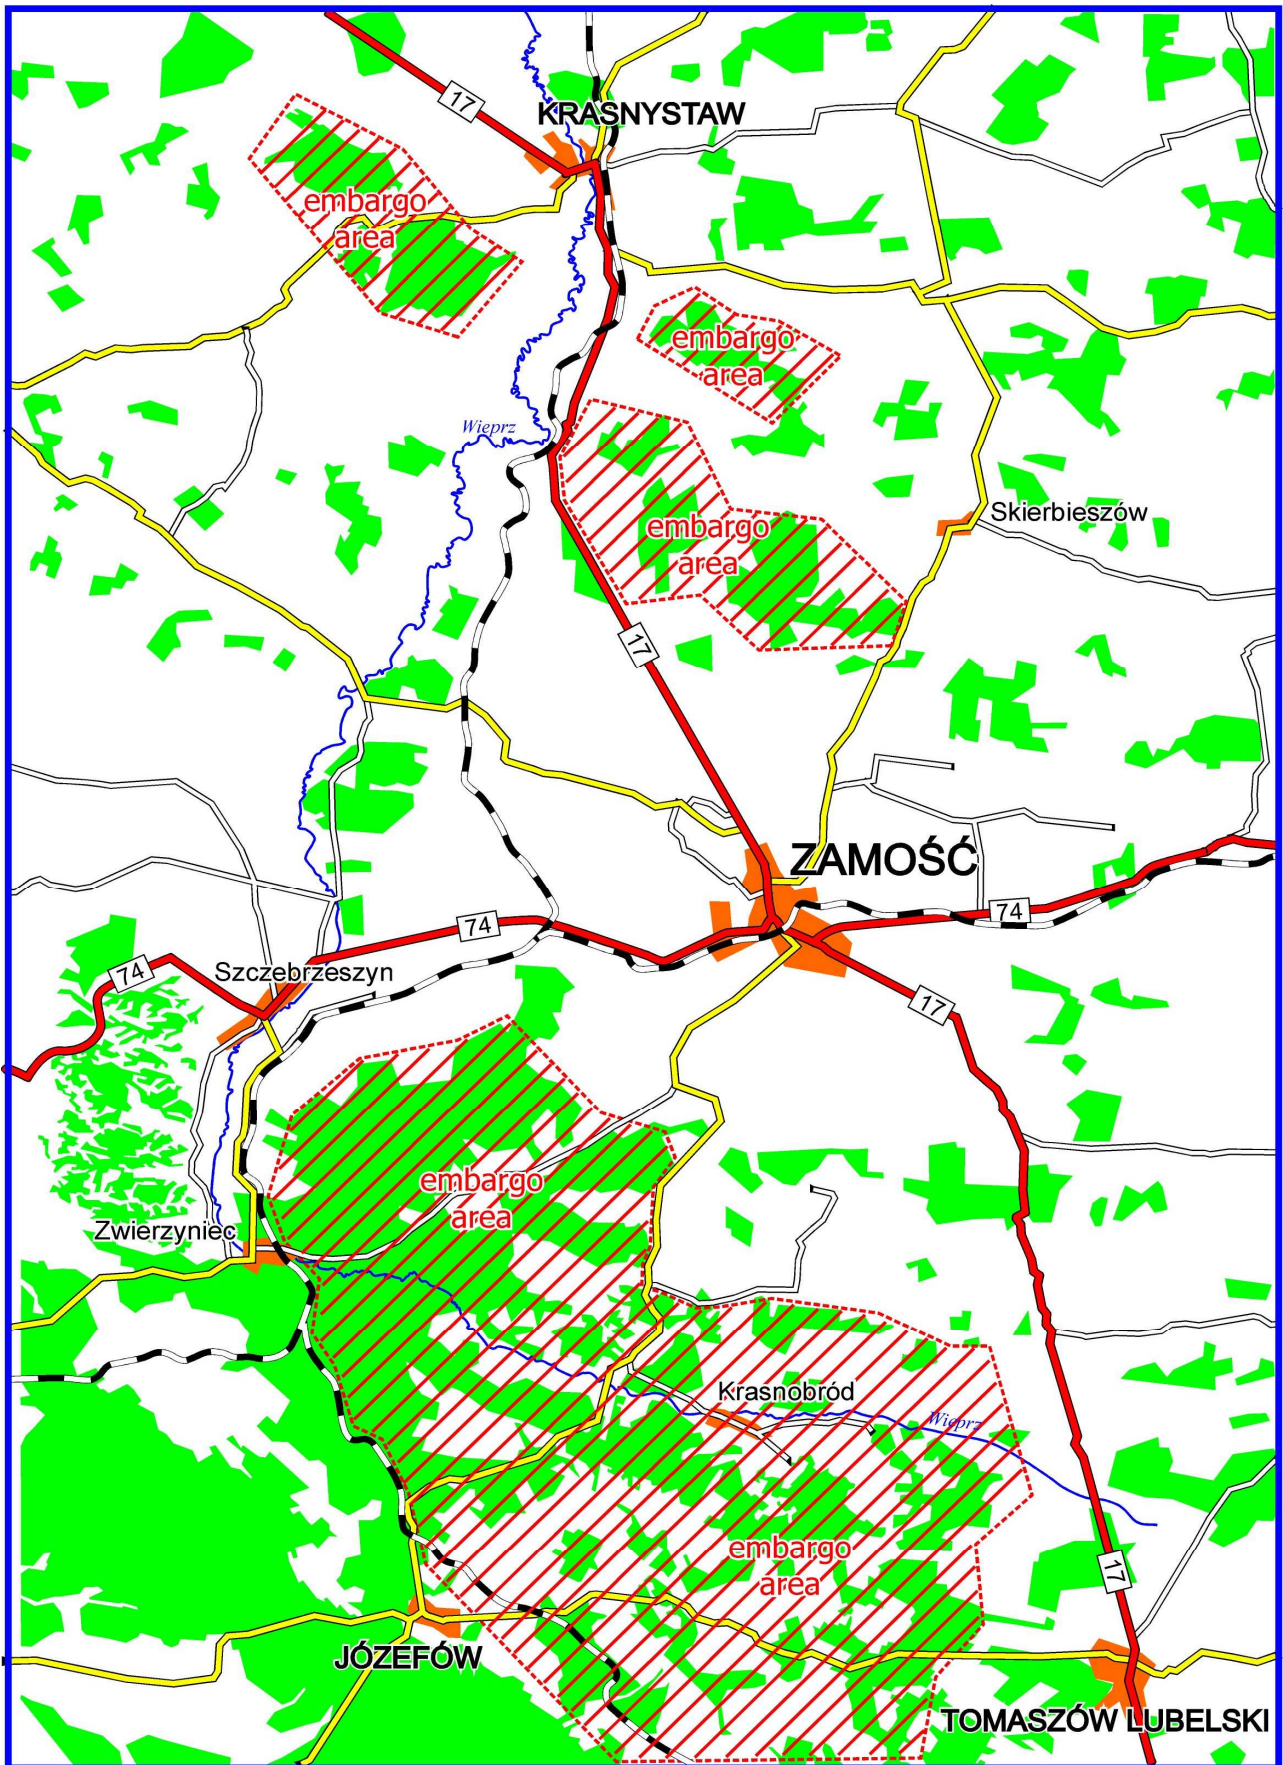 17
KRASNYSTAW
embargo
area
embargo
area
Wieprz
embargo
area
Skierbieszów
17
ZAMOŚĆ
74
74
74
Szczebrzeszyn
17
embargo
area
Zwierzyniec
Krasnobród
Wieprz
embargo
area
17
JÓZEFÓW
TOMASZÓW LUBELSKI